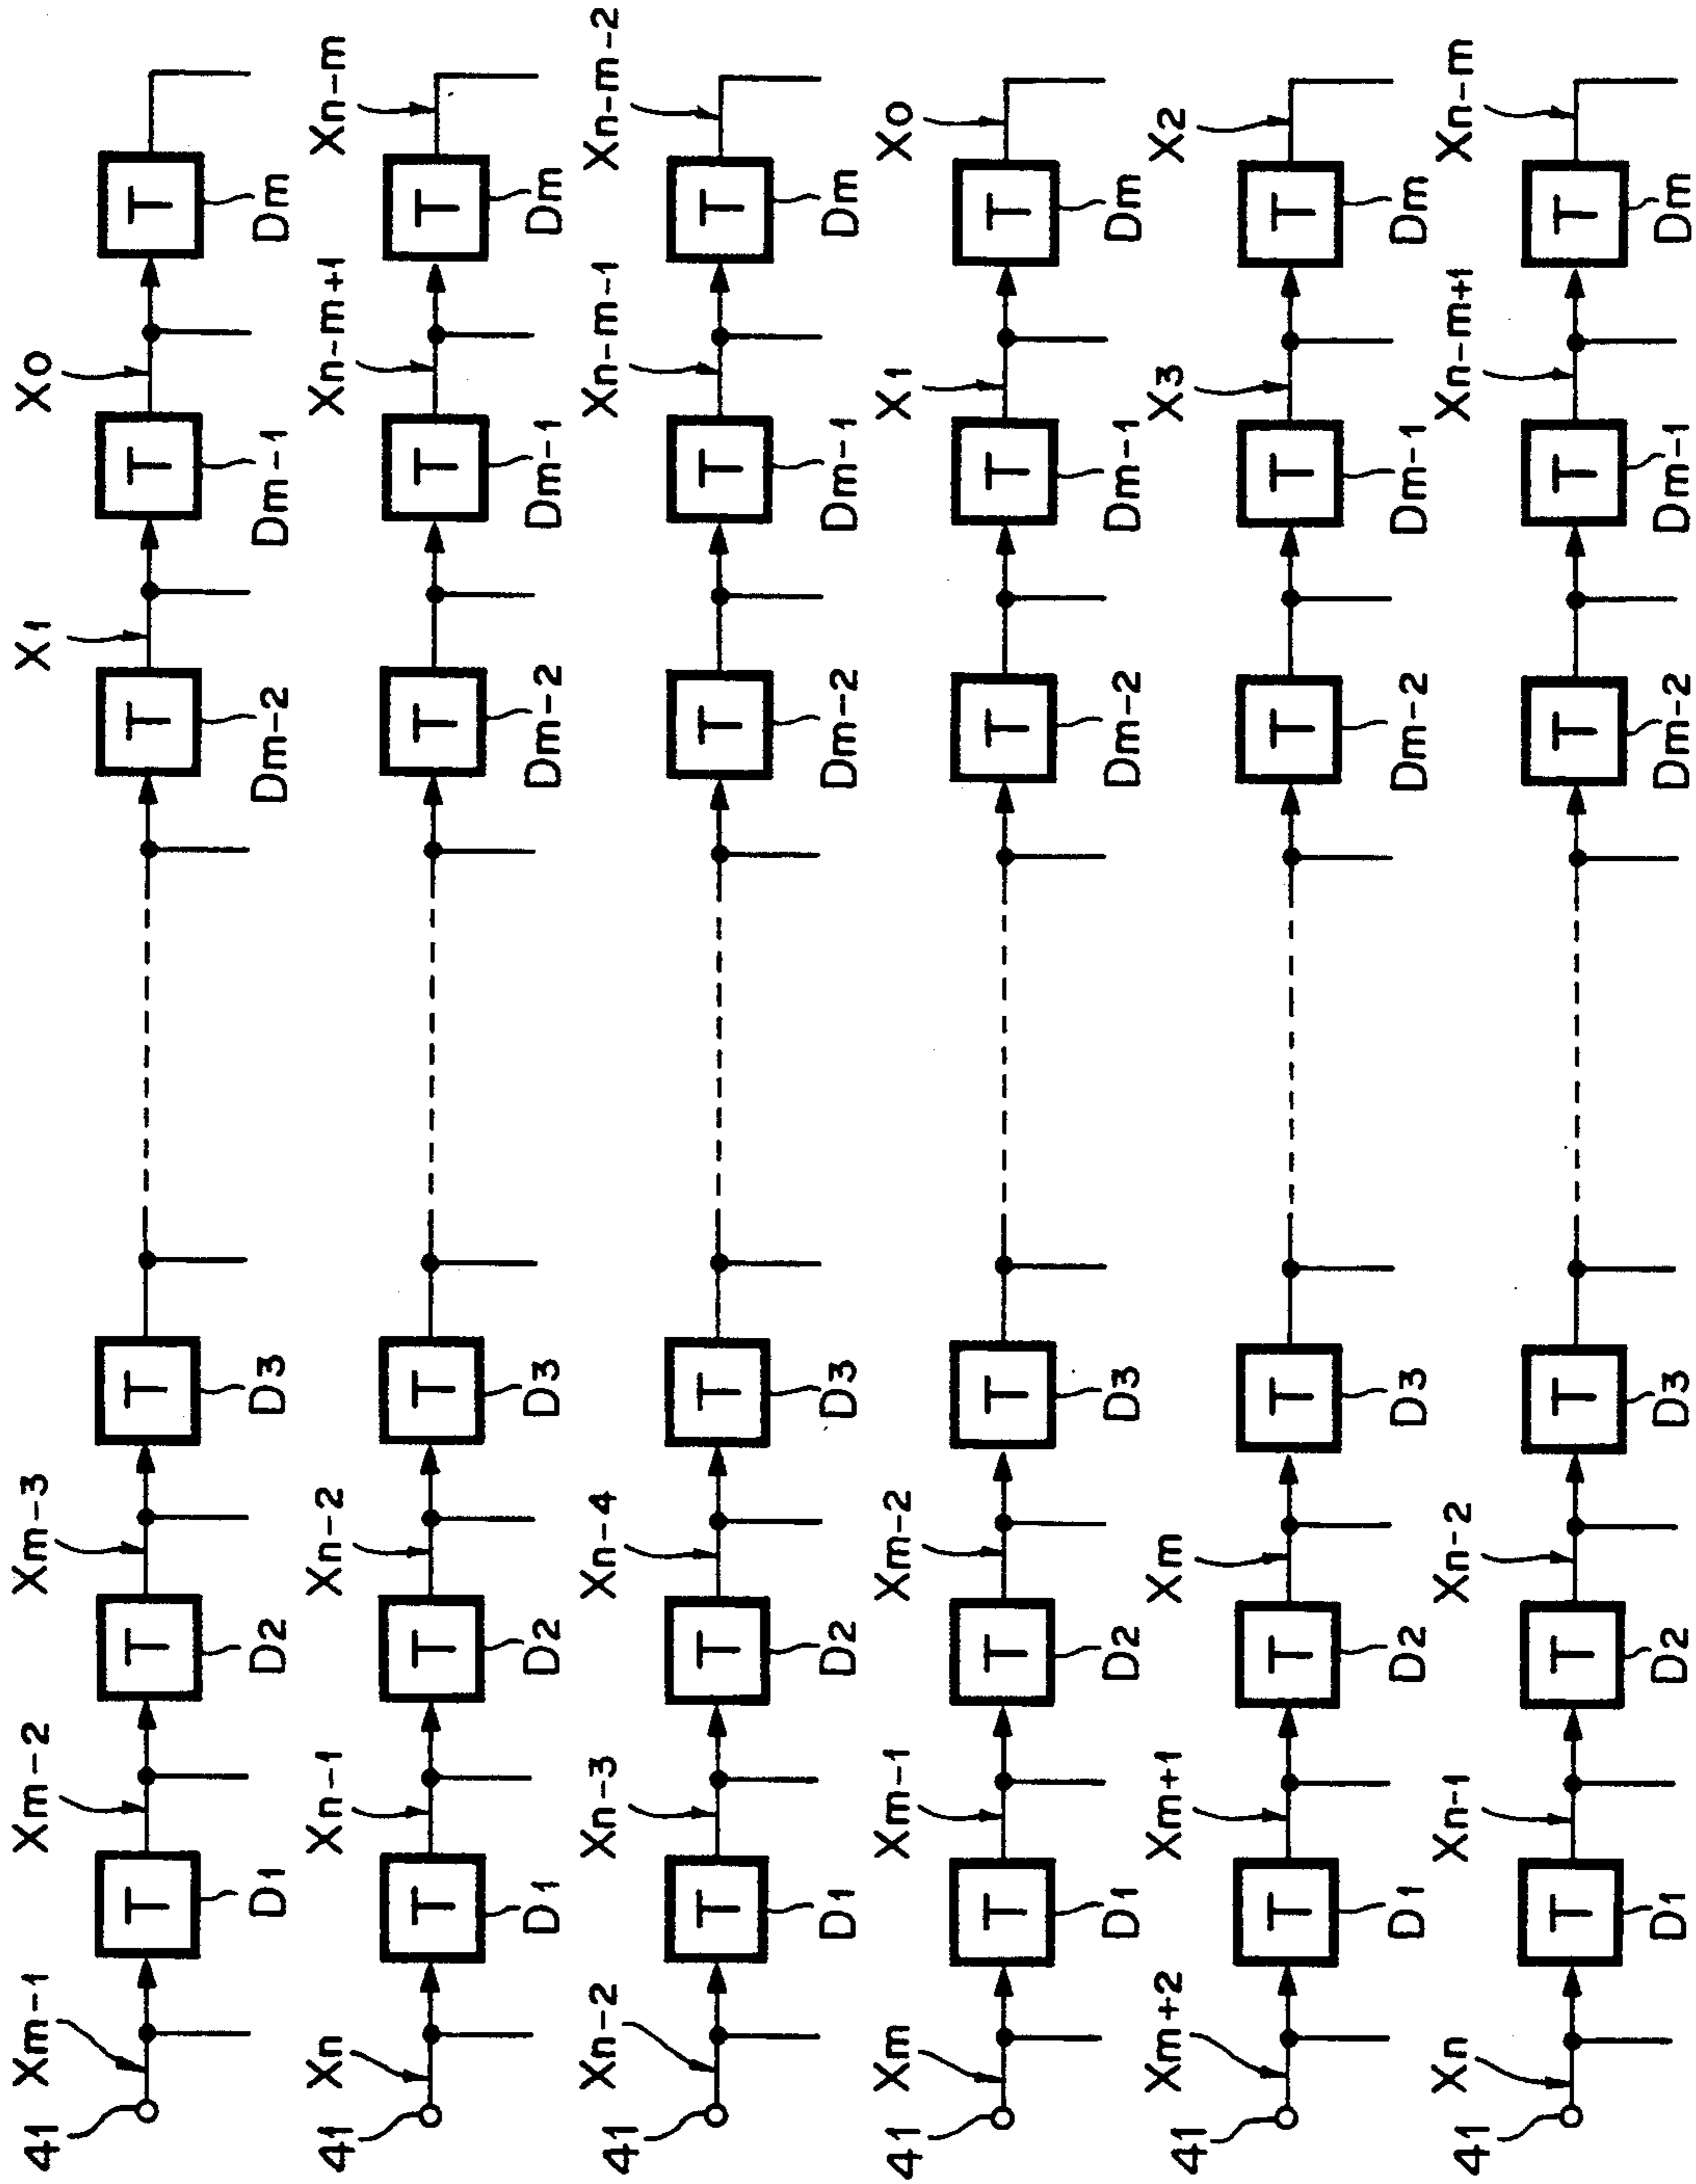 41 Xm-1 Xm-2 Xm-3 X1 X0
T T T T T T
D1 D2 D3 Dm-2 Dm-1 Dm
41 Xn Xn-1 Xn-2 Xn-m+1 Xn-m
T T T T T T
D1 D2 D3 Dm-2 Dm-1 Dm
41 Xn-2 Xn-3 Xn-4 Xn-m-1 Xn-m-2
T T T T T T
D1 D2 D3 Dm-2 Dm-1 Dm
41 Xm Xm-1 Xm-2 X1 X0
T T T T T T
D1 D2 D3 Dm-2 Dm-1 Dm
41 Xm+2 Xm+1 Xm X3 X2
T T T T T T
D1 D2 D3 Dm-2 Dm-1 Dm
41 Xn Xn-1 Xn-2 Xn-m+1 Xn-m
T T T T T T
D1 D2 D3 Dm-2 Dm-1 Dm